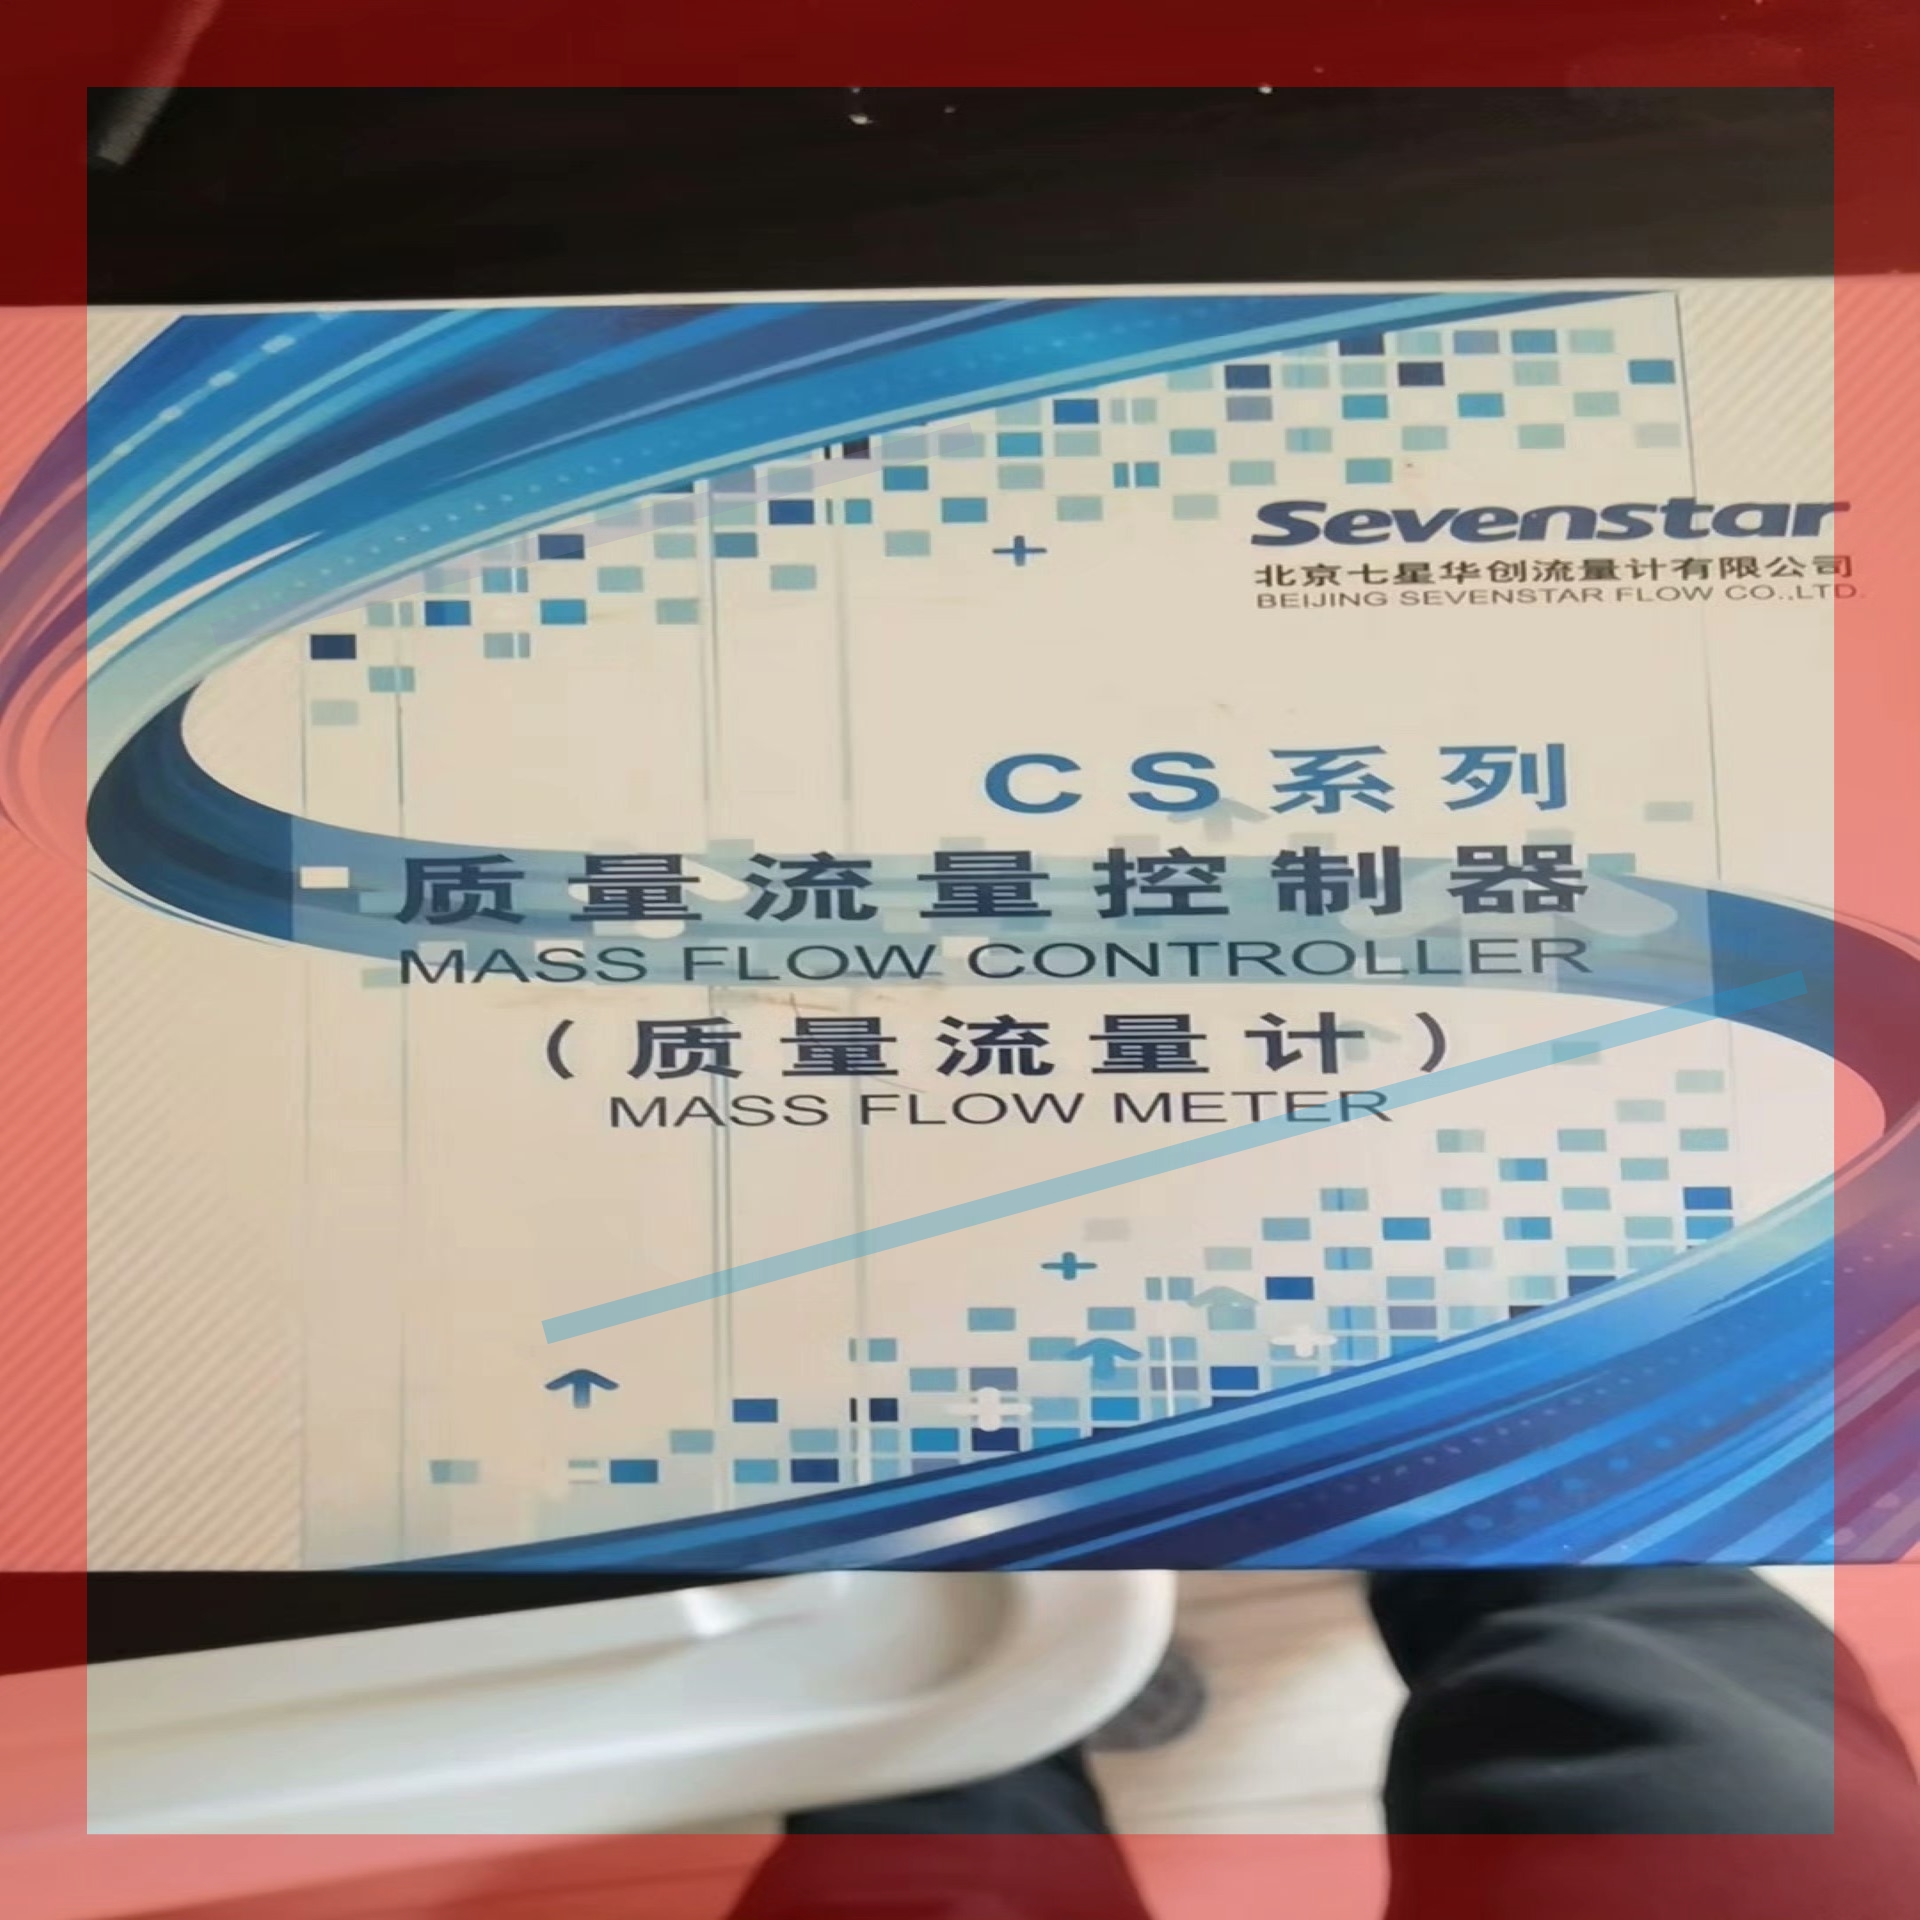 Sevenstar
北京七星华创流量计有限公司
BEIJING SEVENSTAR FLOW CO.,LTD.
CS系列
质量流量控制器
MASS FLOW CONTROLLER
(质量流量计)
MASS FLOW METER